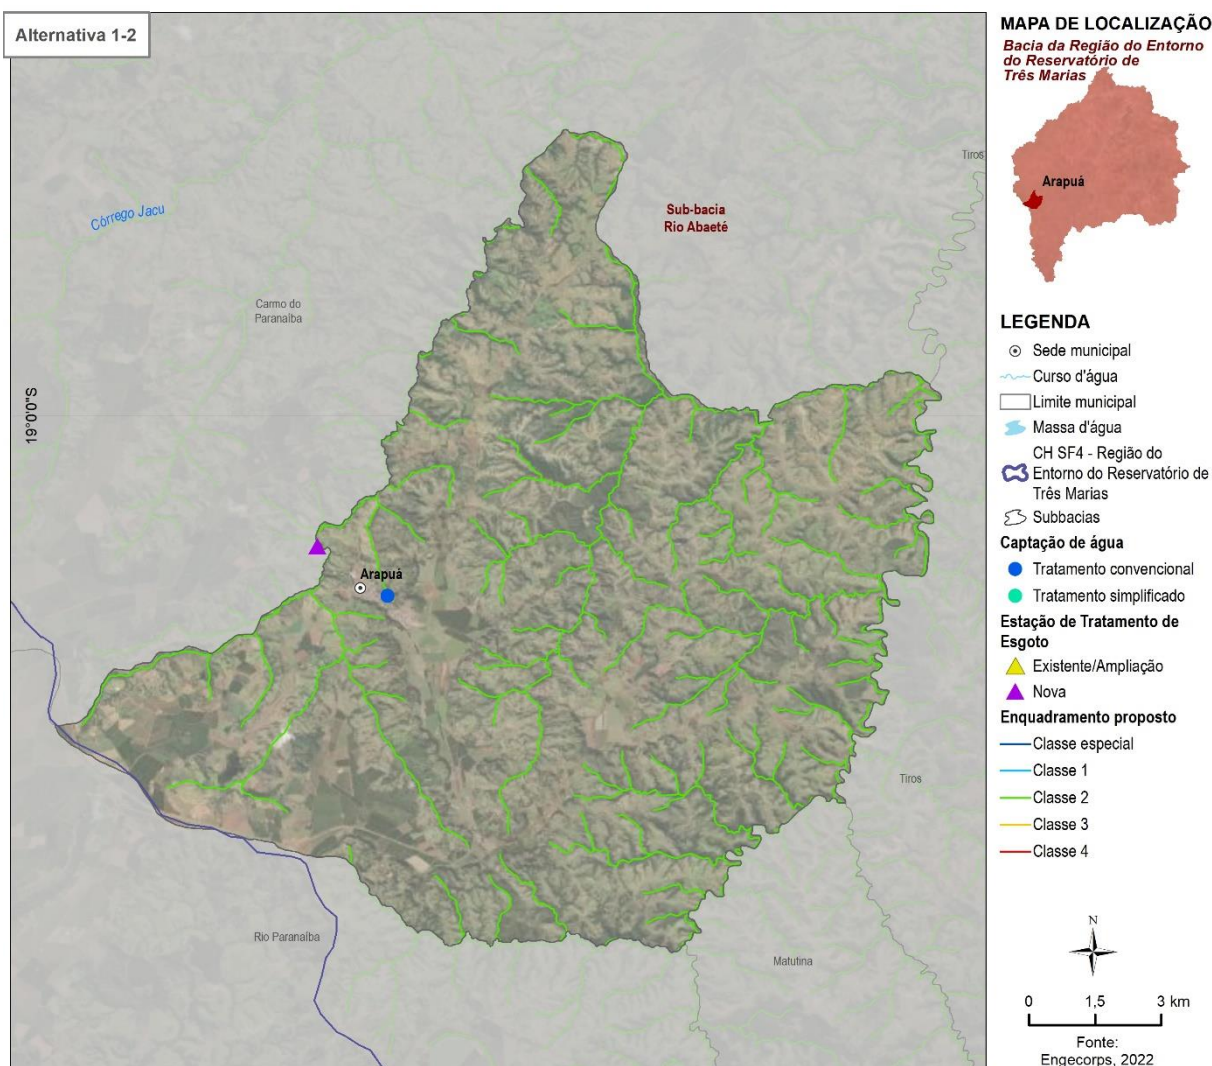 Alternativa 1-2
Córrego Jacu
Carmo do
Paranaíba
Sub-bacia
Rio Abaeté
Tiros
19°0'0"S
Arapuá
Tiros
Rio Paranaíba
Matutina
MAPA DE LOCALIZAÇÃO
Bacia da Região do Entorno
do Reservatório de
Três Marias
Arapuá
LEGENDA
Sede municipal
Curso d'água
Limite municipal
Massa d'água
CH SF4 - Região do
Entorno do Reservatório de
Três Marias
Subbacias
Captação de água
Tratamento convencional
Tratamento simplificado
Estação de Tratamento de
Esgoto
Existente/Ampliação
Nova
Enquadramento proposto
Classe especial
Classe 1
Classe 2
Classe 3
Classe 4
N
0 1,5 3 km
Fonte:
Engecorps, 2022